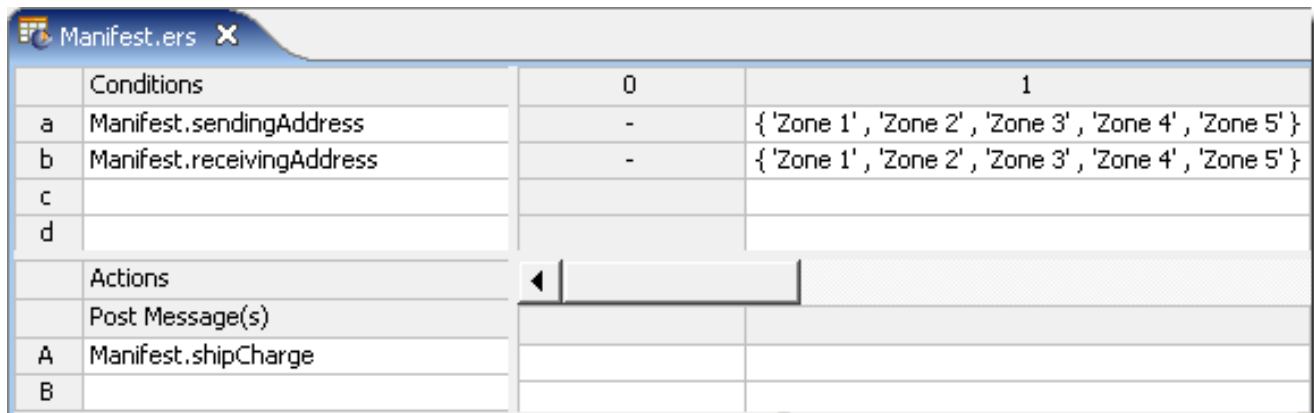 Manifest.ers
Conditions 0 1
a Manifest.sendingAddress - { 'Zone 1' , 'Zone 2' , 'Zone 3' , 'Zone 4' , 'Zone 5' }
b Manifest.receivingAddress - { 'Zone 1' , 'Zone 2' , 'Zone 3' , 'Zone 4' , 'Zone 5' }
c
d
Actions
Post Message(s)
A Manifest.shipCharge
B